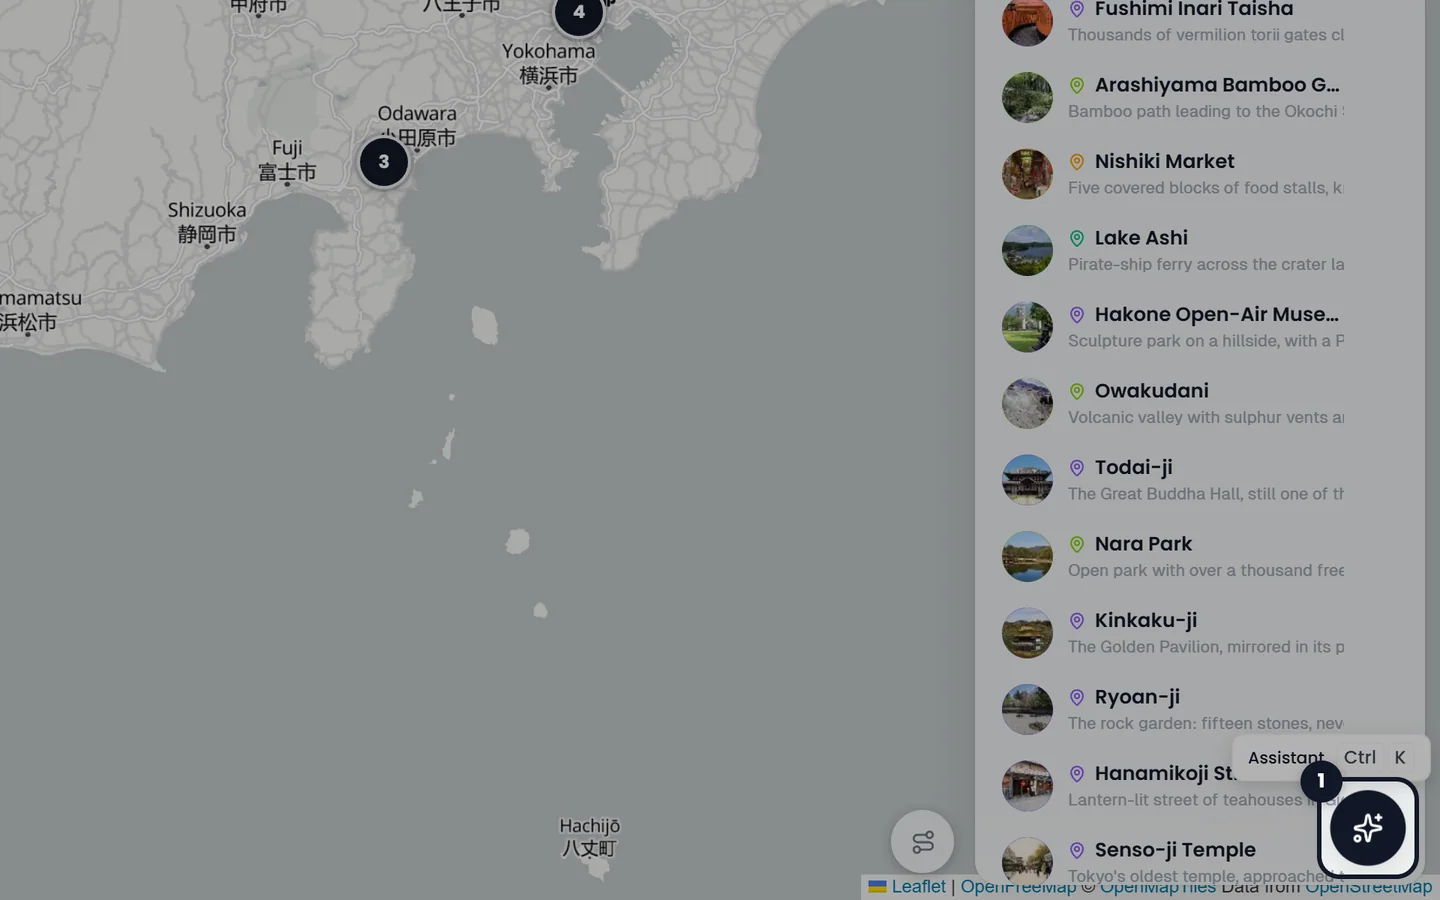 甲府市
八王子市
4
Yokohama
横浜市
Odawara
小田原市
3
Fuji
富士市
Shizuoka
静岡市
mamatsu
浜松市
Hachijō
八丈町
Fushimi Inari Taisha
Thousands of vermilion torii gates cl
Arashiyama Bamboo G...
Bamboo path leading to the Okochi
Nishiki Market
Five covered blocks of food stalls, k
Lake Ashi
Pirate-ship ferry across the crater la
Hakone Open-Air Muse...
Sculpture park on a hillside, with a P
Owakudani
Volcanic valley with sulphur vents a
Todai-ji
The Great Buddha Hall, still one of th
Nara Park
Open park with over a thousand free
Kinkaku-ji
The Golden Pavilion, mirrored in its p
Ryoan-ji
The rock garden: fifteen stones, nev
Assistant Ctrl K
1
Hanamikoji St
Lantern-lit street of teahouses in
Senso-ji Temple
Tokyo's oldest temple, approached
Leaflet | OpenFreeMap © OpenMapTiles Data from OpenStreetMap